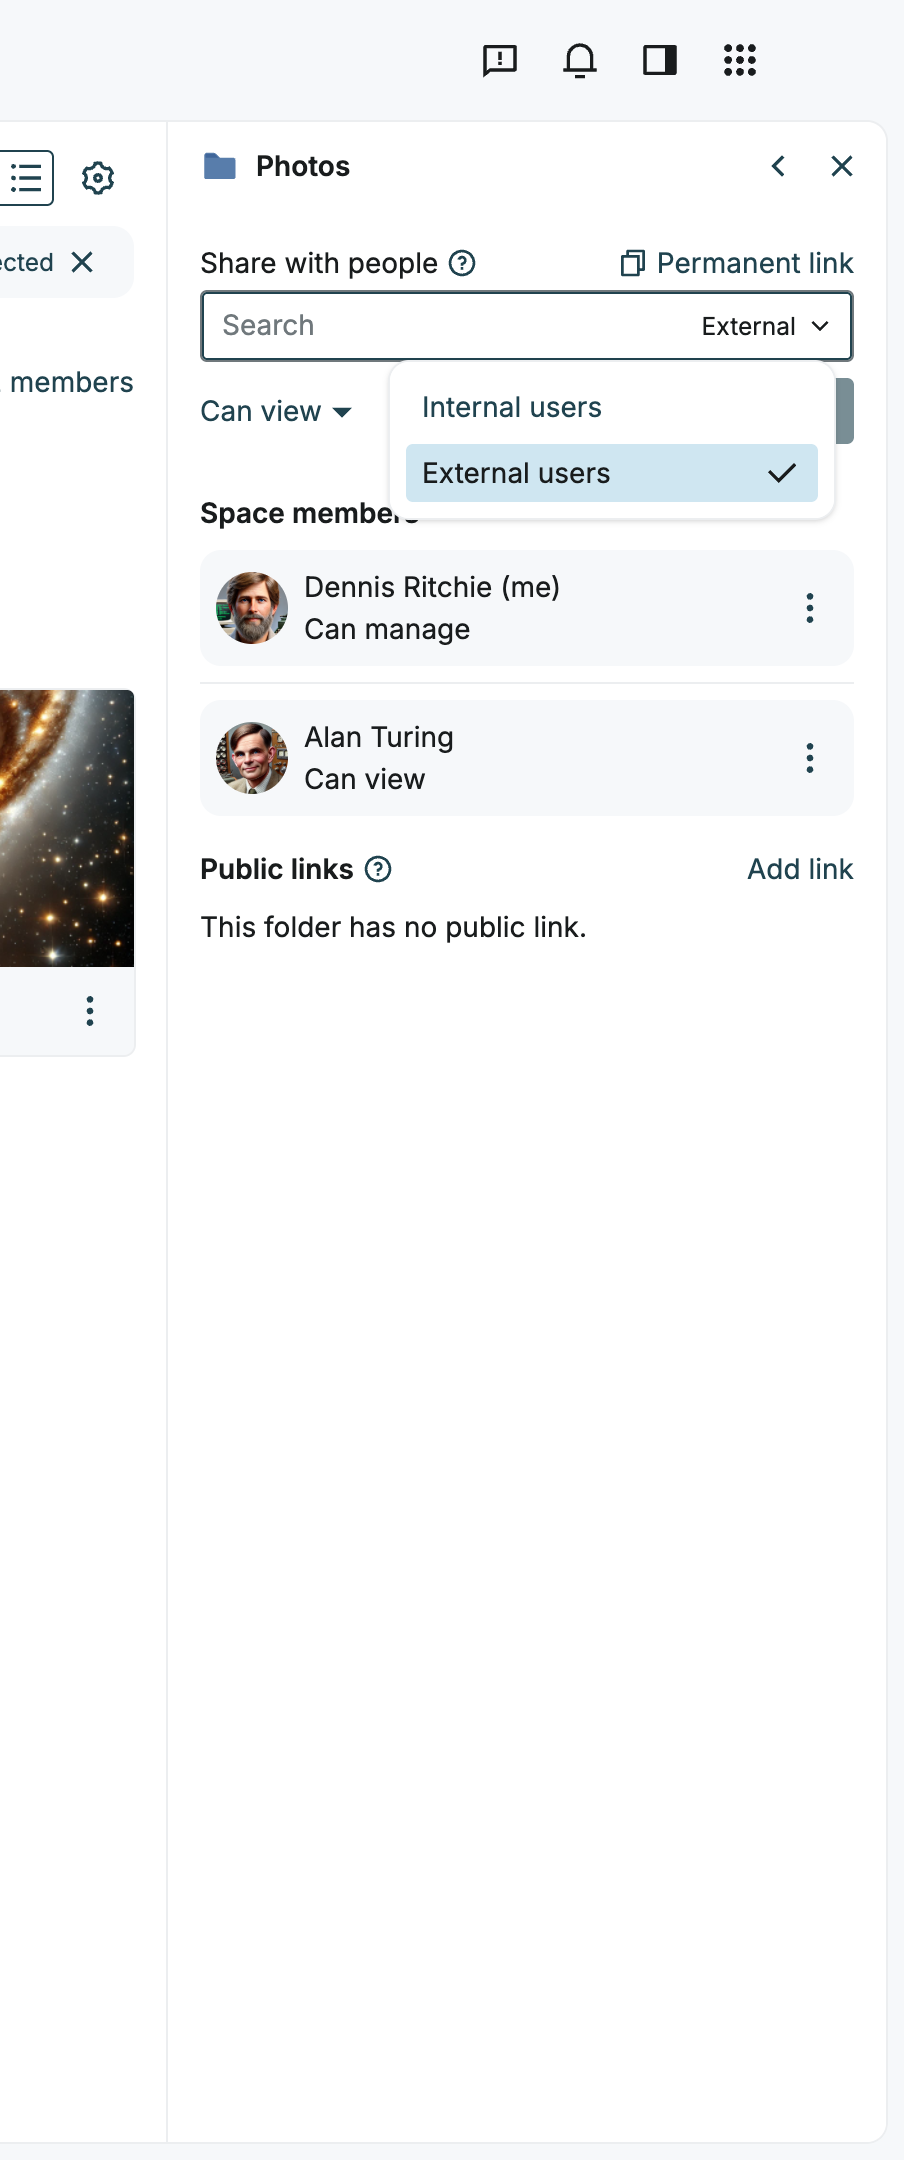 Photos
ected
members
Share with people
Permanent link
Search
External
Can view
Internal users
External users
Space members
Dennis Ritchie (me)
Can manage
Alan Turing
Can view
Public links
Add link
This folder has no public link.